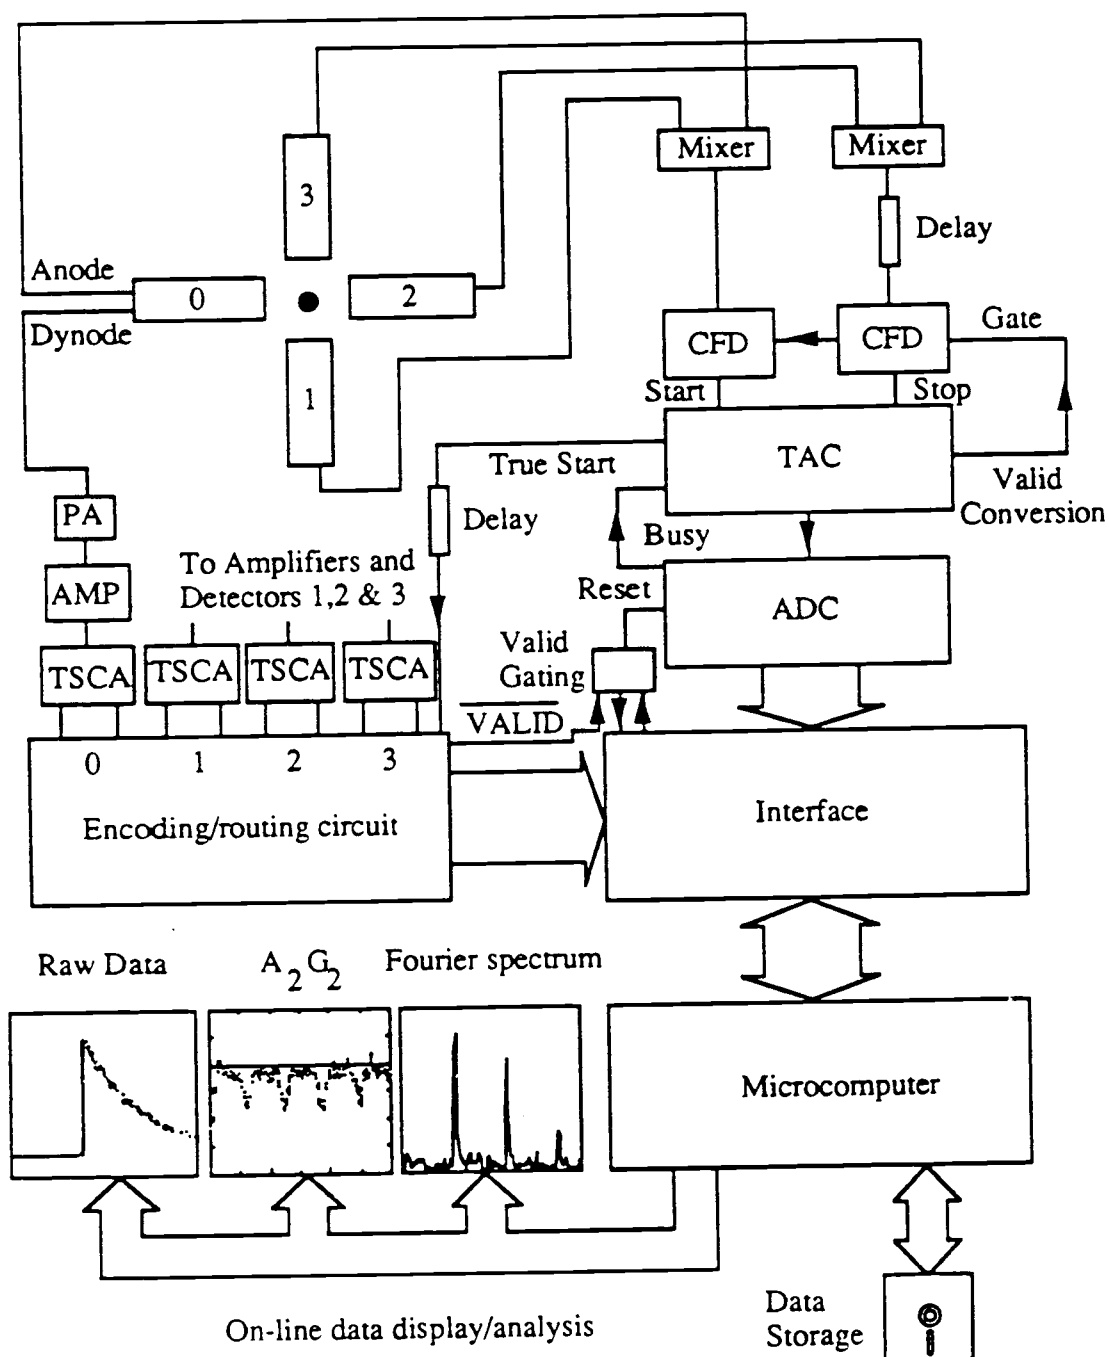 Mixer
Mixer
3
Delay
Anode
0
2
Dynode
1
CFD
CFD
Gate
Start
Stop
True Start
TAC
Valid
Conversion
PA
Delay
Busy
To Amplifiers and
Detectors 1,2 & 3
AMP
Reset
ADC
Valid
Gating
TSCA
TSCA
TSCA
TSCA
VALID
0
1
2
3
Encoding/routing circuit
Interface
Raw Data
A2G2
Fourier spectrum
Microcomputer
On-line data display/analysis
Data
Storage